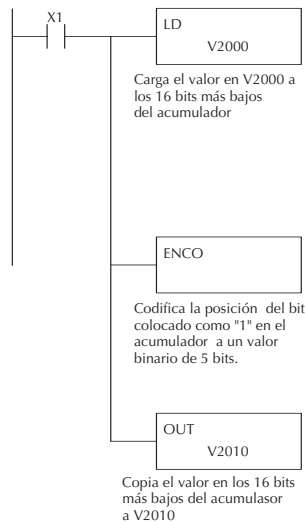 X1
LD
V2000
Carga el valor en V2000 a
los 16 bits más bajos
del acumulador
ENCO
Codifica la posición del bit
colocado como "1" en el
acumulador a un valor
binario de 5 bits.
OUT
V2010
Copia el valor en los 16 bits
más bajos del acumulasor
a V2010